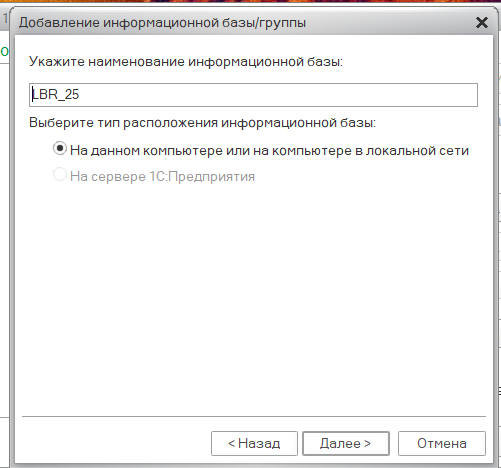 Добавление информационной базы/группы
Укажите наименование информационной базы:
LBR_25
Выберите тип расположения информационной базы:
На данном компьютере или на компьютере в локальной сети
На сервере 1С:Предприятия
< Назад
Далее >
Отмена